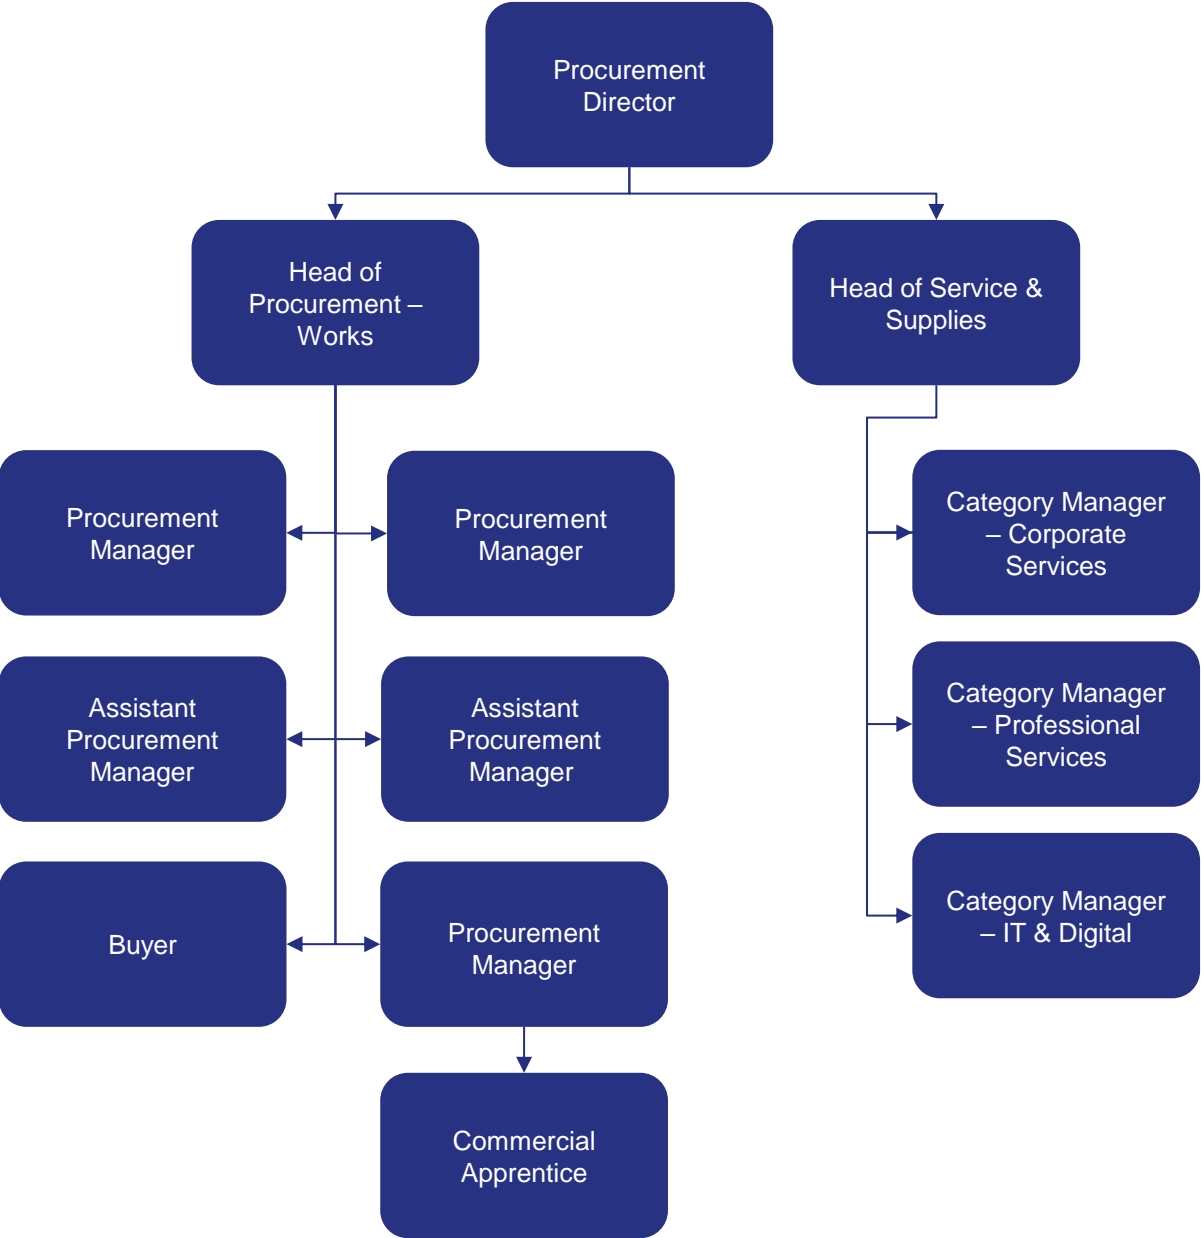 Procurement
Director
Head of
Procurement –
Works
Head of Service &
Supplies
Procurement
Manager
Procurement
Manager
Category Manager
– Corporate
Services
Assistant
Procurement
Manager
Assistant
Procurement
Manager
Category Manager
– Professional
Services
Buyer
Procurement
Manager
Category Manager
– IT & Digital
Commercial
Apprentice